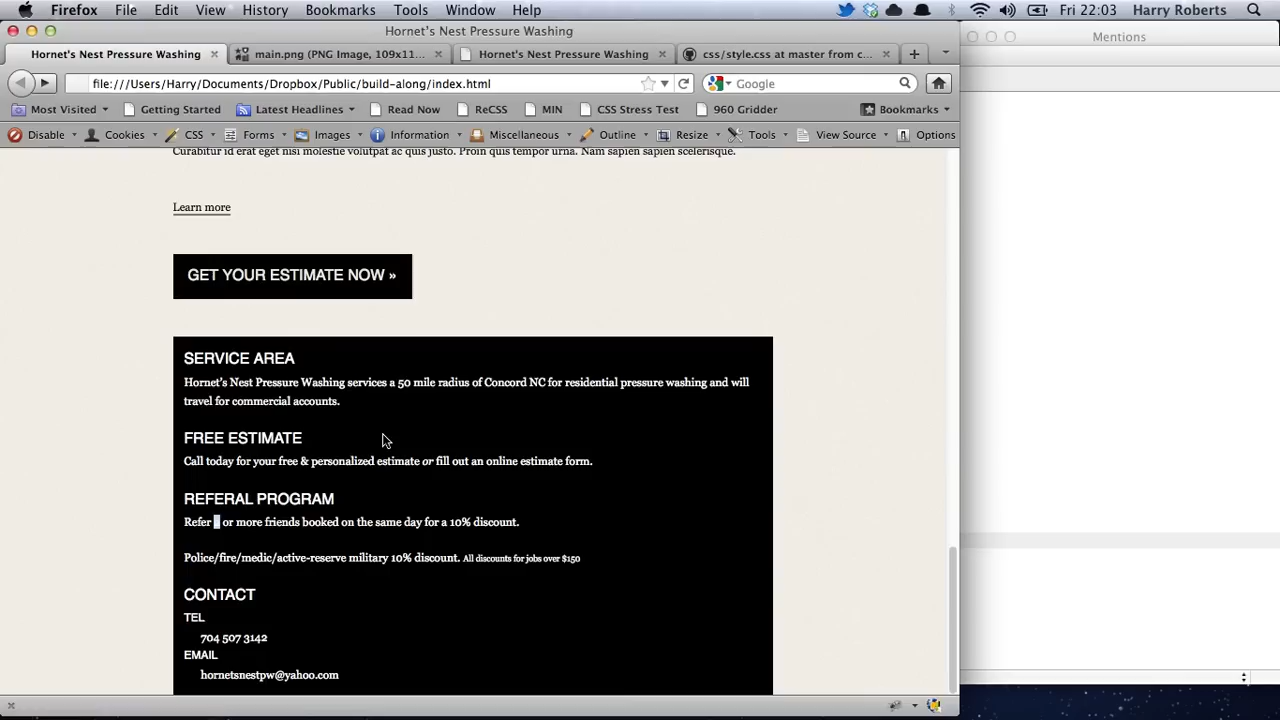 Firefox File Edit View History Bookmarks Tools Window Help Fri 22:03 Harry Roberts
Hornet's Nest Pressure Washing
Mentions
Hornet's Nest Pressure Washing main.png (PNG Image, 109x11... Hornet's Nest Pressure Washing css/style.css at master from c...
file:///Users/Harry/Documents/Dropbox/Public/build-along/index.html Google
Most Visited Getting Started Latest Headlines Read Now ReCSS MIN CSS Stress Test 960 Gridder Bookmarks
Disable Cookies CSS Forms Images Information Miscellaneous Outline Resize Tools View Source Options
Curabitur id erat eget nisi molestie volutpat ac quis justo. Proin quis tempor urna. Nam sapien sapien scelerisque.
Learn more
GET YOUR ESTIMATE NOW »
SERVICE AREA
Hornet's Nest Pressure Washing services a 50 mile radius of Concord NC for residential pressure washing and will
travel for commercial accounts.
FREE ESTIMATE
Call today for your free & personalized estimate or fill out an online estimate form.
REFERAL PROGRAM
Refer or more friends booked on the same day for a 10% discount.
Police/fire/medic/active-reserve military 10% discount. All discounts for jobs over $150
CONTACT
TEL
704 507 3142
EMAIL
hornetsnestpw@yahoo.com